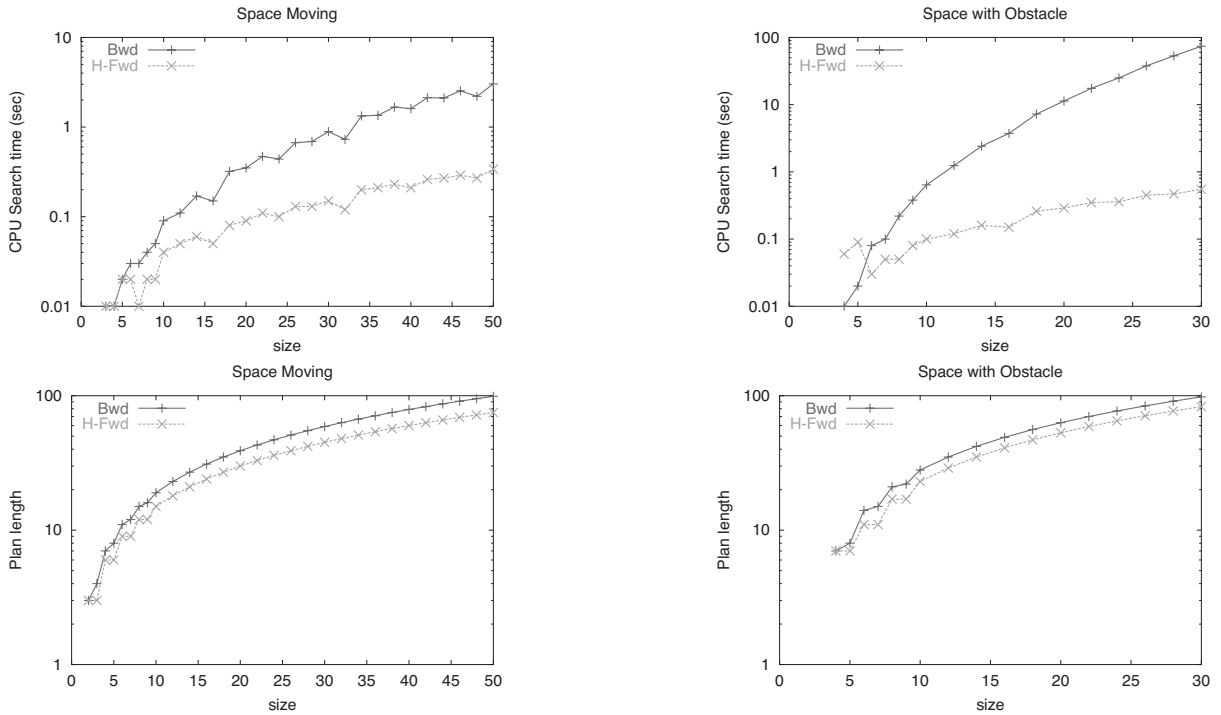 Space Moving
Bwd
H-Fwd
CPU Search time (sec)
10
1
0.1
0.01
0 5 10 15 20 25 30 35 40 45 50
size
Space with Obstacle
Bwd
H-Fwd
CPU Search time (sec)
100
10
1
0.1
0.01
0 5 10 15 20 25 30
size
Space Moving
Bwd
H-Fwd
Plan length
100
10
1
0 5 10 15 20 25 30 35 40 45 50
size
Space with Obstacle
Bwd
H-Fwd
Plan length
100
10
1
0 5 10 15 20 25 30
size